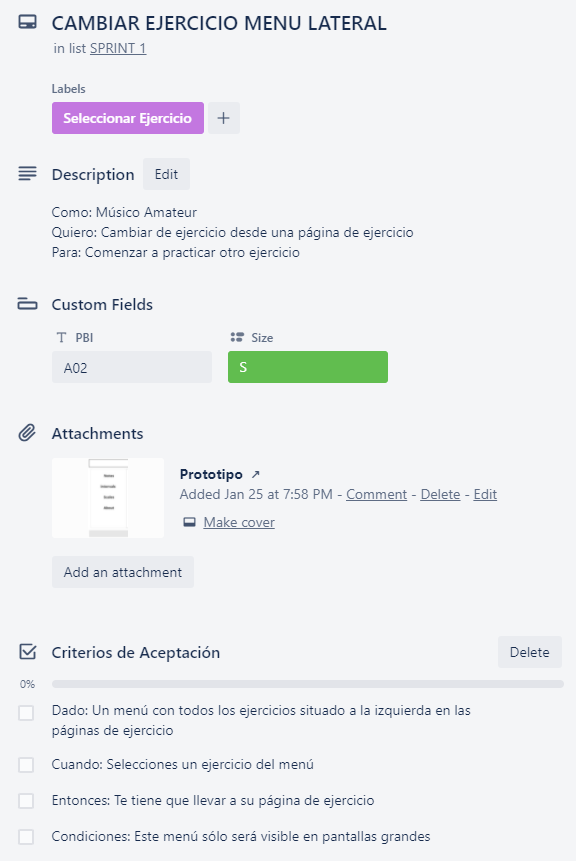 CAMBIAR EJERCICIO MENU LATERAL
in list SPRINT 1
Labels
Seleccionar Ejercicio
Description Edit
Como: Músico Amateur
Quiero: Cambiar de ejercicio desde una página de ejercicio
Para: Comenzar a practicar otro ejercicio
Custom Fields
PBI Size
A02 S
Attachments
Prototipo ↗
Added Jan 25 at 7:58 PM - Comment - Delete - Edit
Make cover
Add an attachment
Criterios de Aceptación Delete
0%
Dado: Un menú con todos los ejercicios situado a la izquierda en las
páginas de ejercicio
Cuando: Selecciones un ejercicio del menú
Entonces: Te tiene que llevar a su página de ejercicio
Condiciones: Este menú sólo será visible en pantallas grandes